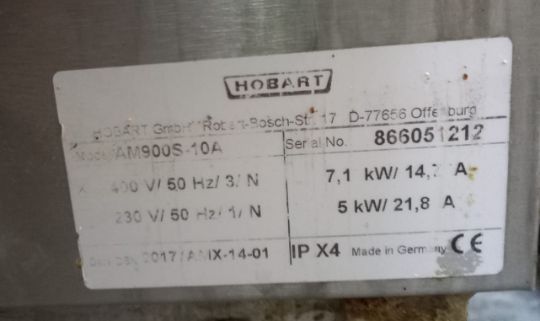 HOBART
HOBART GmbH Robert-Bosch-Str. 17 D-77656 Offenburg
Model AM900S-10A Serial No. 866051212
400 V/ 50 Hz/ 3/ N 7,1 kW/ 14, A
230 V/ 50 Hz/ 1/ N 5 kW/ 21,8 A
2017/AMX-14-01 IP X4 Made in Germany CE